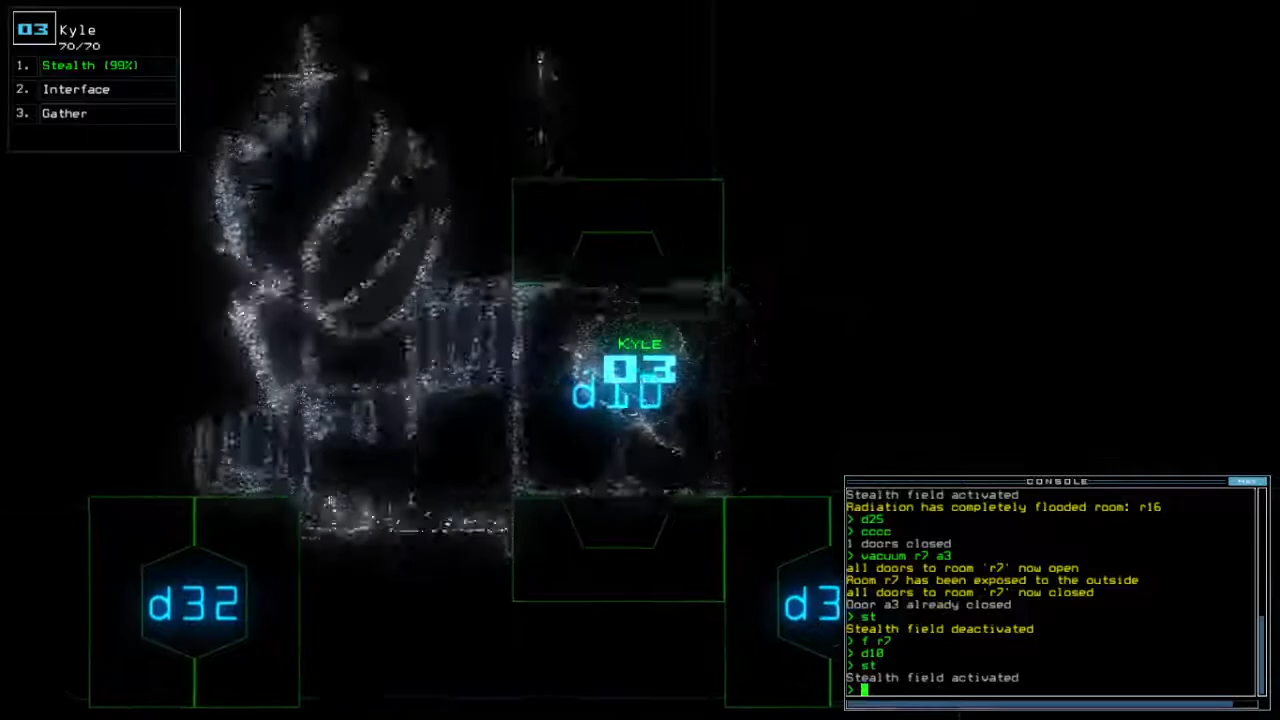 03 Kyle
70/70
1. Stealth (99%)
2. Interface
3. Gather
KYLE
03
d10
d32
d3
CONSOLE
Stealth field activated
Radiation has completely flooded room: r16
> d25
> cccc
1 doors closed
> vacuum r7 a3
all doors to room 'r7' now open
Room r7 has been exposed to the outside
all doors to room 'r7' now closed
Door a3 already closed
> st
Stealth field deactivated
> f r7
> d10
> st
Stealth field activated
>